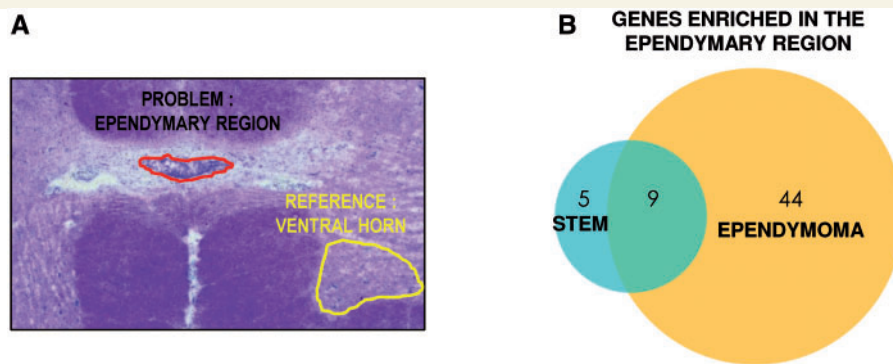 A
PROBLEM :
EPENDYMARY REGION
REFERENCE :
VENTRAL HORN
B
GENES ENRICHED IN THE
EPENDYMARY REGION
5
STEM
9
44
EPENDYMOMA